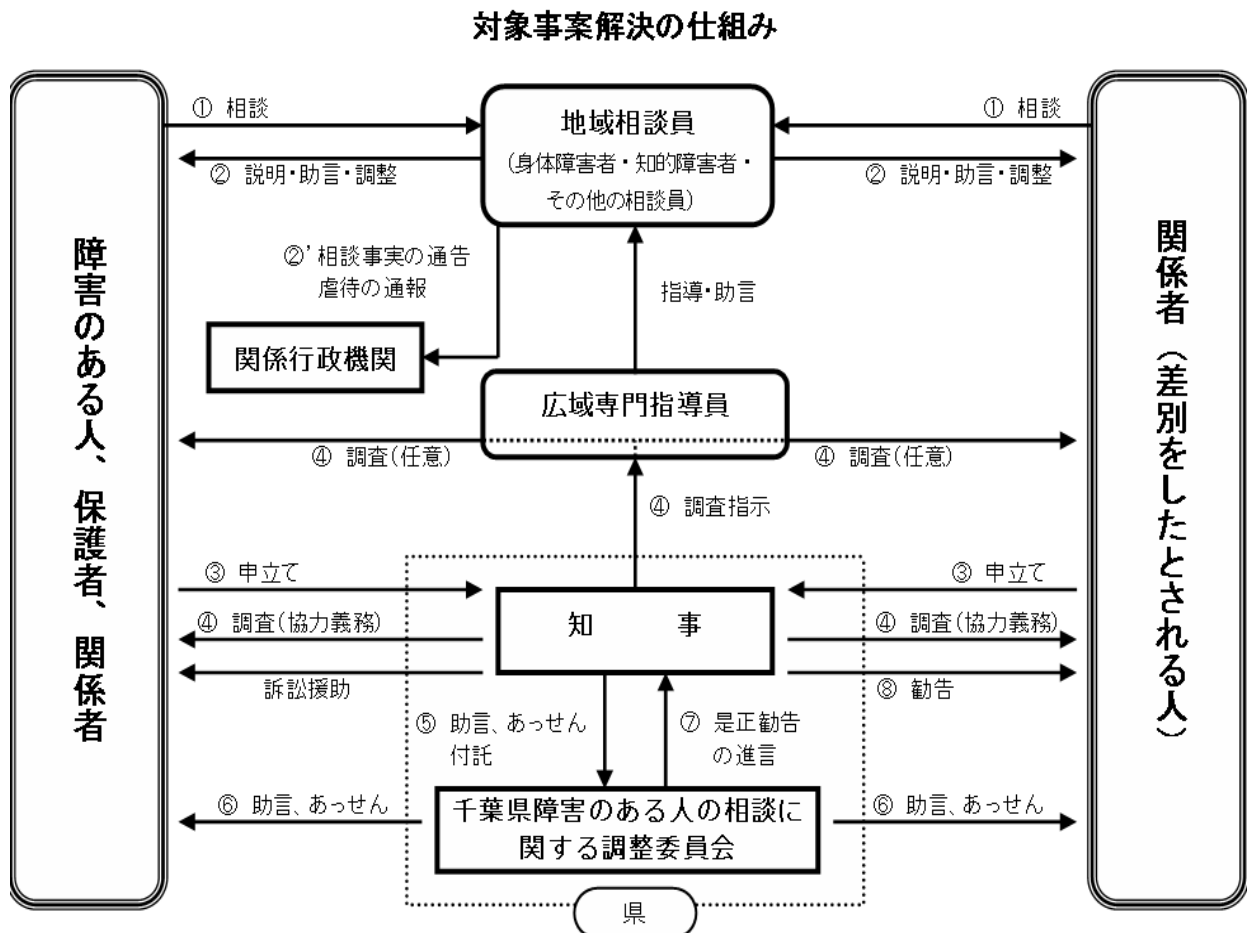 対象事案解決の仕組み
障害のある人、保護者、関係者
関係者（差別をしたとされる人）
① 相談
① 相談
地域相談員
（身体障害者・知的障害者・
その他の相談員）
② 説明・助言・調整
② 説明・助言・調整
②’相談事実の通告
虐待の通報
指導・助言
関係行政機関
広域専門指導員
④ 調査(任意)
④ 調査(任意)
④ 調査指示
③ 申立て
③ 申立て
知　事
④ 調査(協力義務)
④ 調査(協力義務)
訴訟援助
⑧ 勧告
⑤ 助言、あっせん
付託
⑦ 是正勧告
の進言
⑥ 助言、あっせん
⑥ 助言、あっせん
千葉県障害のある人の相談に
関する調整委員会
県